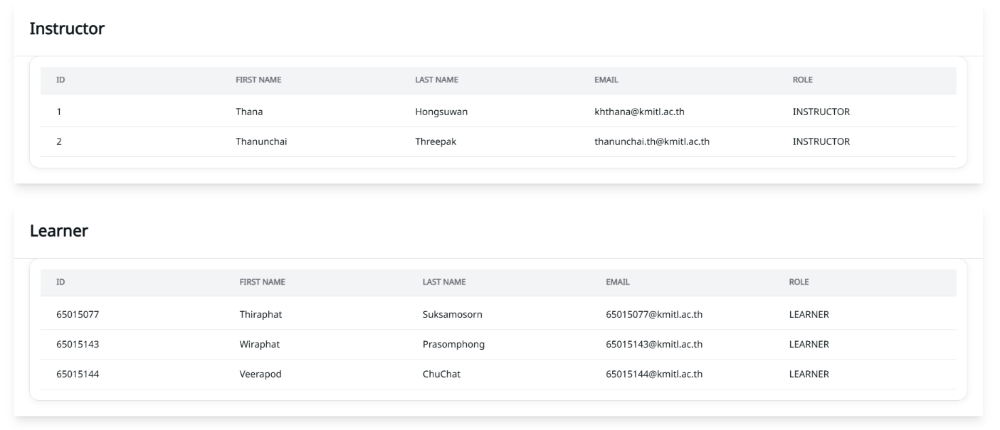 Instructor
ID FIRST NAME LAST NAME EMAIL ROLE
1 Thana Hongsuwan khthana@kmitl.ac.th INSTRUCTOR
2 Thanunchai Threepak thanunchai.th@kmitl.ac.th INSTRUCTOR
Learner
ID FIRST NAME LAST NAME EMAIL ROLE
65015077 Thiraphat Suksamosorn 65015077@kmitl.ac.th LEARNER
65015143 Wiraphat Prasomphong 65015143@kmitl.ac.th LEARNER
65015144 Veerapod ChuChat 65015144@kmitl.ac.th LEARNER